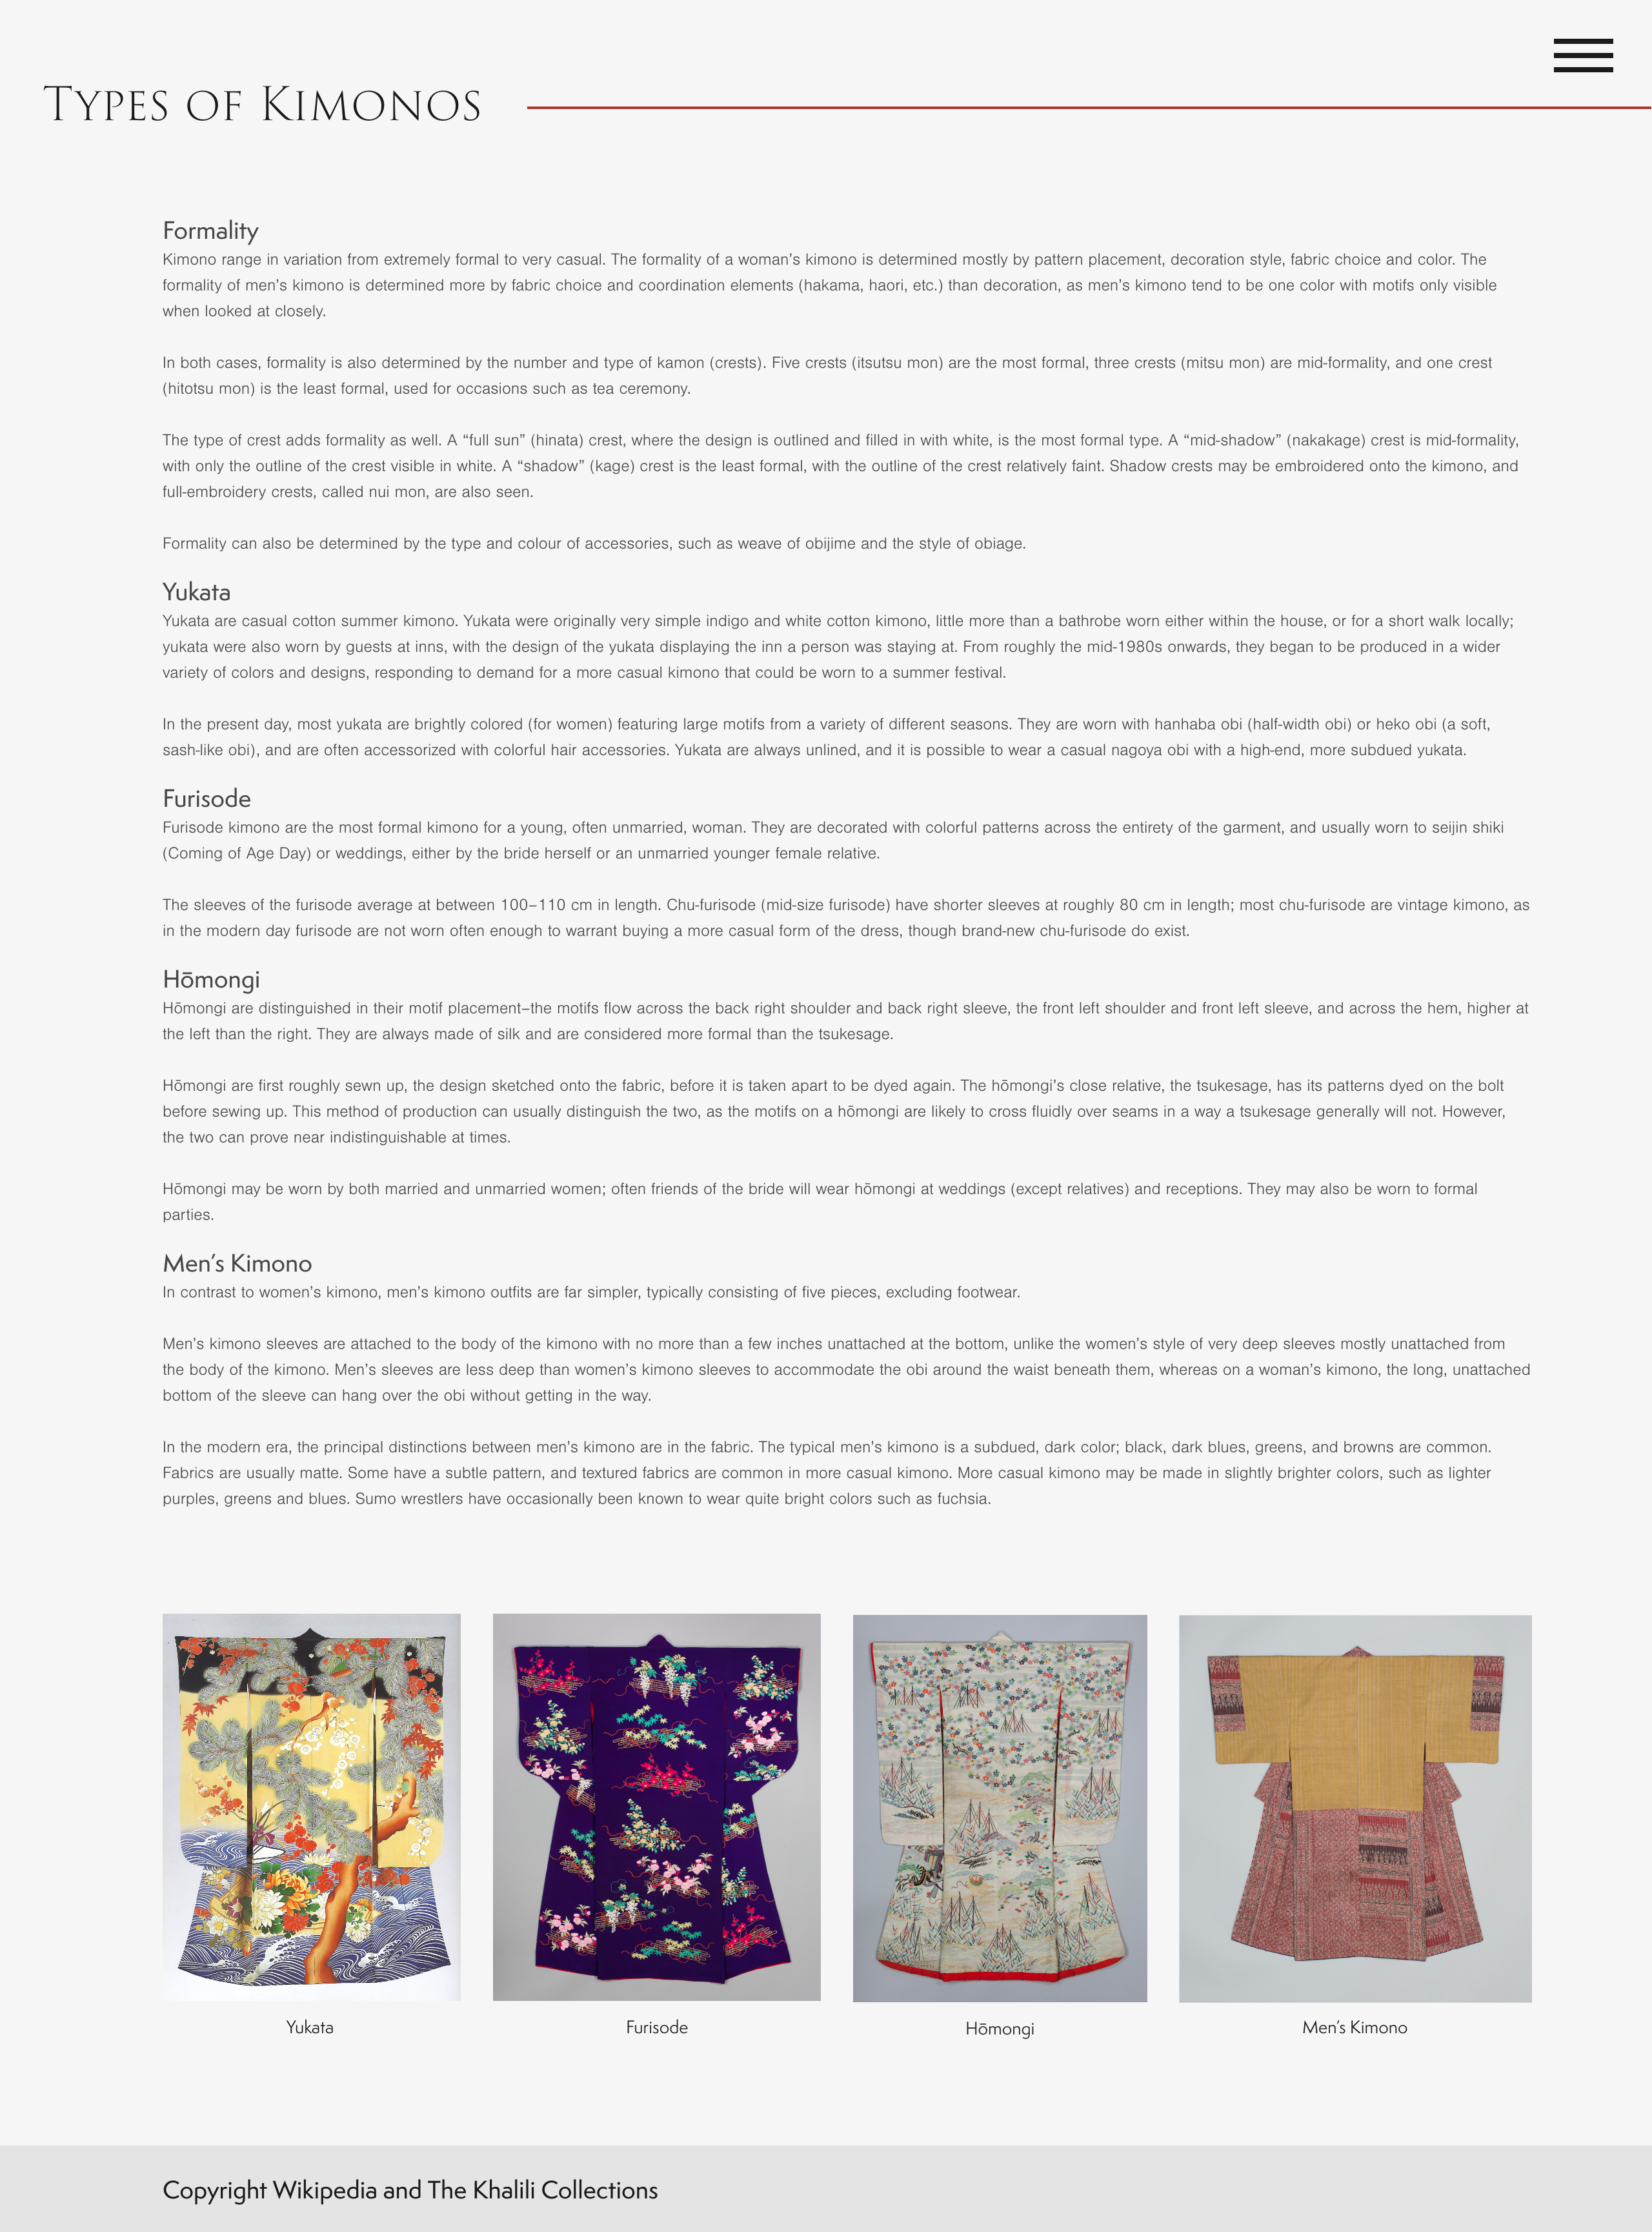 Types of Kimonos
Formality
Kimono range in variation from extremely formal to very casual. The formality of a woman’s kimono is determined mostly by pattern placement, decoration style, fabric choice and color. The
formality of men’s kimono is determined more by fabric choice and coordination elements (hakama, haori, etc.) than decoration, as men’s kimono tend to be one color with motifs only visible
when looked at closely.
In both cases, formality is also determined by the number and type of kamon (crests). Five crests (itsutsu mon) are the most formal, three crests (mitsu mon) are mid-formality, and one crest
(hitotsu mon) is the least formal, used for occasions such as tea ceremony.
The type of crest adds formality as well. A “full sun” (hinata) crest, where the design is outlined and filled in with white, is the most formal type. A “mid-shadow” (nakakage) crest is mid-formality,
with only the outline of the crest visible in white. A “shadow” (kage) crest is the least formal, with the outline of the crest relatively faint. Shadow crests may be embroidered onto the kimono, and
full-embroidery crests, called nui mon, are also seen.
Formality can also be determined by the type and colour of accessories, such as weave of obijime and the style of obiage.
Yukata
Yukata are casual cotton summer kimono. Yukata were originally very simple indigo and white cotton kimono, little more than a bathrobe worn either within the house, or for a short walk locally;
yukata were also worn by guests at inns, with the design of the yukata displaying the inn a person was staying at. From roughly the mid-1980s onwards, they began to be produced in a wider
variety of colors and designs, responding to demand for a more casual kimono that could be worn to a summer festival.
In the present day, most yukata are brightly colored (for women) featuring large motifs from a variety of different seasons. They are worn with hanhaba obi (half-width obi) or heko obi (a soft,
sash-like obi), and are often accessorized with colorful hair accessories. Yukata are always unlined, and it is possible to wear a casual nagoya obi with a high-end, more subdued yukata.
Furisode
Furisode kimono are the most formal kimono for a young, often unmarried, woman. They are decorated with colorful patterns across the entirety of the garment, and usually worn to seijin shiki
(Coming of Age Day) or weddings, either by the bride herself or an unmarried younger female relative.
The sleeves of the furisode average at between 100–110 cm in length. Chu-furisode (mid-size furisode) have shorter sleeves at roughly 80 cm in length; most chu-furisode are vintage kimono, as
in the modern day furisode are not worn often enough to warrant buying a more casual form of the dress, though brand-new chu-furisode do exist.
Hōmongi
Hōmongi are distinguished in their motif placement–the motifs flow across the back right shoulder and back right sleeve, the front left shoulder and front left sleeve, and across the hem, higher at
the left than the right. They are always made of silk and are considered more formal than the tsukesage.
Hōmongi are first roughly sewn up, the design sketched onto the fabric, before it is taken apart to be dyed again. The hōmongi’s close relative, the tsukesage, has its patterns dyed on the bolt
before sewing up. This method of production can usually distinguish the two, as the motifs on a hōmongi are likely to cross fluidly over seams in a way a tsukesage generally will not. However,
the two can prove near indistinguishable at times.
Hōmongi may be worn by both married and unmarried women; often friends of the bride will wear hōmongi at weddings (except relatives) and receptions. They may also be worn to formal
parties.
Men’s Kimono
In contrast to women’s kimono, men’s kimono outfits are far simpler, typically consisting of five pieces, excluding footwear.
Men’s kimono sleeves are attached to the body of the kimono with no more than a few inches unattached at the bottom, unlike the women’s style of very deep sleeves mostly unattached from
the body of the kimono. Men’s sleeves are less deep than women’s kimono sleeves to accommodate the obi around the waist beneath them, whereas on a woman’s kimono, the long, unattached
bottom of the sleeve can hang over the obi without getting in the way.
In the modern era, the principal distinctions between men’s kimono are in the fabric. The typical men’s kimono is a subdued, dark color; black, dark blues, greens, and browns are common.
Fabrics are usually matte. Some have a subtle pattern, and textured fabrics are common in more casual kimono. More casual kimono may be made in slightly brighter colors, such as lighter
purples, greens and blues. Sumo wrestlers have occasionally been known to wear quite bright colors such as fuchsia.
Yukata
Furisode
Hōmongi
Men’s Kimono
Copyright Wikipedia and The Khalili Collections